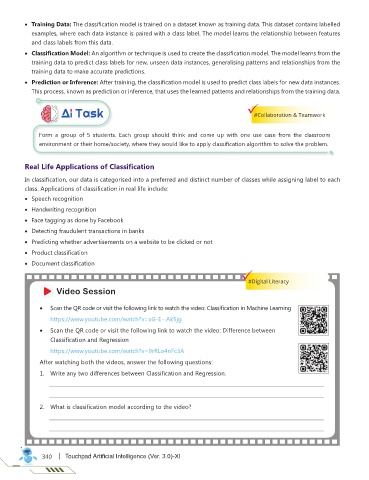 • Training Data: The classification model is trained on a dataset known as training data. This dataset contains labelled
examples, where each data instance is paired with a class label. The model learns the relationship between features
and class labels from this data.
• Classification Model: An algorithm or technique is used to create the classification model. The model learns from the
training data to predict class labels for new, unseen data instances, generalising patterns and relationships from the
training data to make accurate predictions.
• Prediction or Inference: After training, the classification model is used to predict class labels for new data instances.
This process, known as prediction or inference, that uses the learned patterns and relationships from the training data.
Ai Task
#Collaboration & Teamwork
Form a group of 5 students. Each group should think and come up with one use case from the classroom
environment or their home/society, where they would like to apply classification algorithm to solve the problem.
Real Life Applications of Classification
In classification, our data is categorised into a preferred and distinct number of classes while assigning label to each
class. Applications of classification in real life include:
• Speech recognition
• Handwriting recognition
• Face tagging as done by Facebook
• Detecting fraudulent transactions in banks
• Predicting whether advertisements on a website to be clicked or not
• Product classification
• Document classification
#Digital Literacy
Video Session
• Scan the QR code or visit the following link to watch the video: Classification in Machine Learning
• Scan the QR code or visit the following link to watch the video: Difference between
Classification and Regression
After watching both the videos, answer the following questions:
1. Write any two differences between Classification and Regression.
2. What is classification model according to the video?
340 | Touchpad Artificial Intelligence (Ver. 3.0)-XI